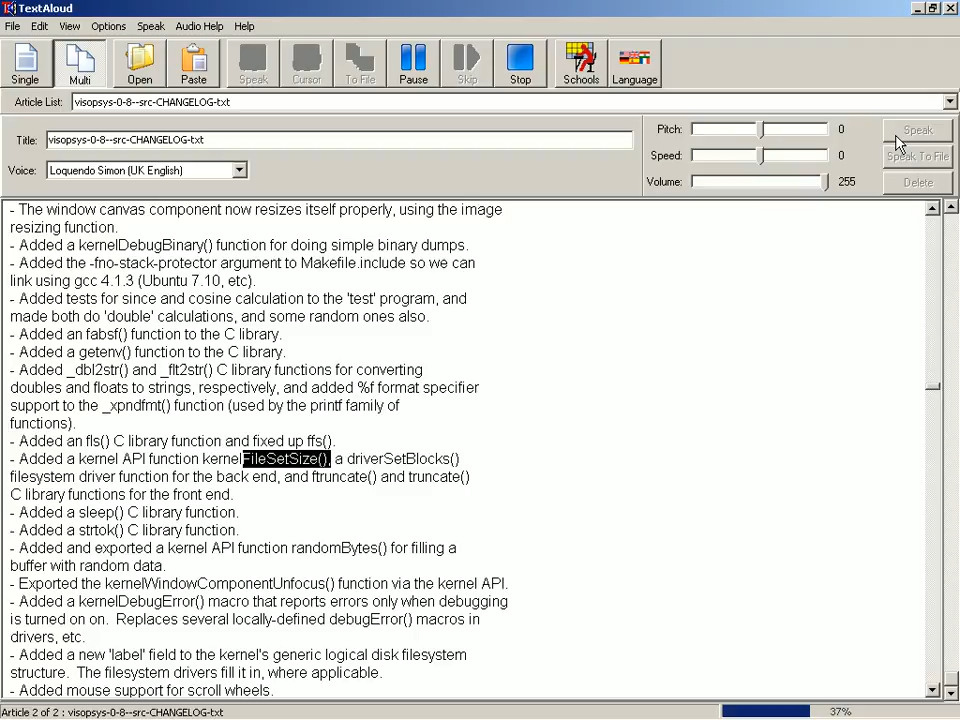 TextAloud
File Edit View Options Speak Audio Help Help
Single Multi Open Paste Speak Cursor To File Pause Skip Stop Schools Language
Article List: visopsys-0-8--src-CHANGELOG-txt
Title: visopsys-0-8--src-CHANGELOG-txt
Pitch: 0 Speak
Speed: 0 Speak To File
Voice: Loquendo Simon (UK English)
Volume: 255 Delete
- The window canvas component now resizes itself properly, using the image
resizing function.
- Added a kernelDebugBinary() function for doing simple binary dumps.
- Added the -fno-stack-protector argument to Makefile.include so we can
link using gcc 4.1.3 (Ubuntu 7.10, etc).
- Added tests for since and cosine calculation to the 'test' program, and
made both do 'double' calculations, and some random ones also.
- Added an fabsf() function to the C library.
- Added a getenv() function to the C library.
- Added _dbl2str() and _flt2str() C library functions for converting
doubles and floats to strings, respectively, and added %f format specifier
support to the _xpndfmt() function (used by the printf family of
functions).
- Added an fls() C library function and fixed up ffs().
- Added a kernel API function kernelFileSetSize(), a driverSetBlocks()
filesystem driver function for the back end, and ftruncate() and truncate()
C library functions for the front end.
- Added a sleep() C library function.
- Added a strtok() C library function.
- Added and exported a kernel API function randomBytes() for filling a
buffer with random data.
- Exported the kernelWindowComponentUnfocus() function via the kernel API.
- Added a kernelDebugError() macro that reports errors only when debugging
is turned on on.  Replaces several locally-defined debugError() macros in
drivers, etc.
- Added a new 'label' field to the kernel's generic logical disk filesystem
structure.  The filesystem drivers fill it in, where applicable.
- Added mouse support for scroll wheels.
Article 2 of 2 : visopsys-0-8--src-CHANGELOG-txt 37%